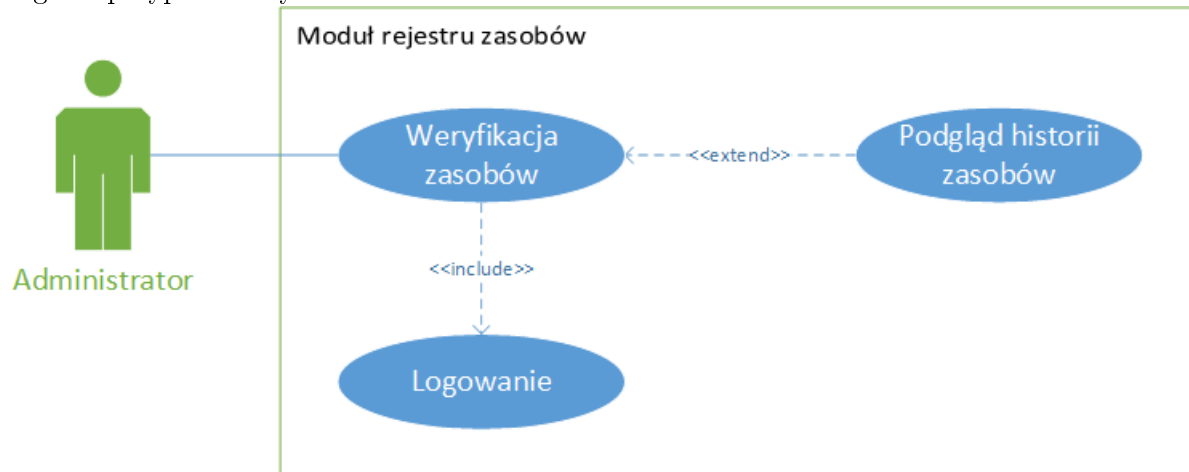 Moduł rejestru zasobów
Weryfikacja
zasobów
<<extend>>
Podgląd historii
zasobów
Administrator
<<include>>
Logowanie